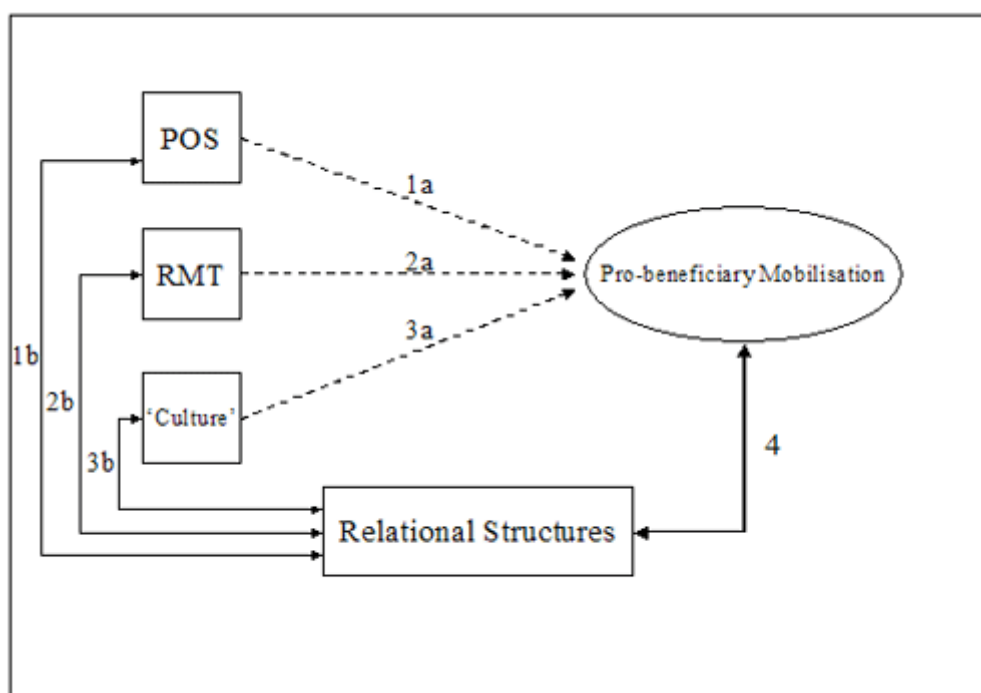 POS
1a
RMT
2a
Pro-beneficiary Mobilisation
3a
1b
2b
‘Culture’
3b
4
Relational Structures